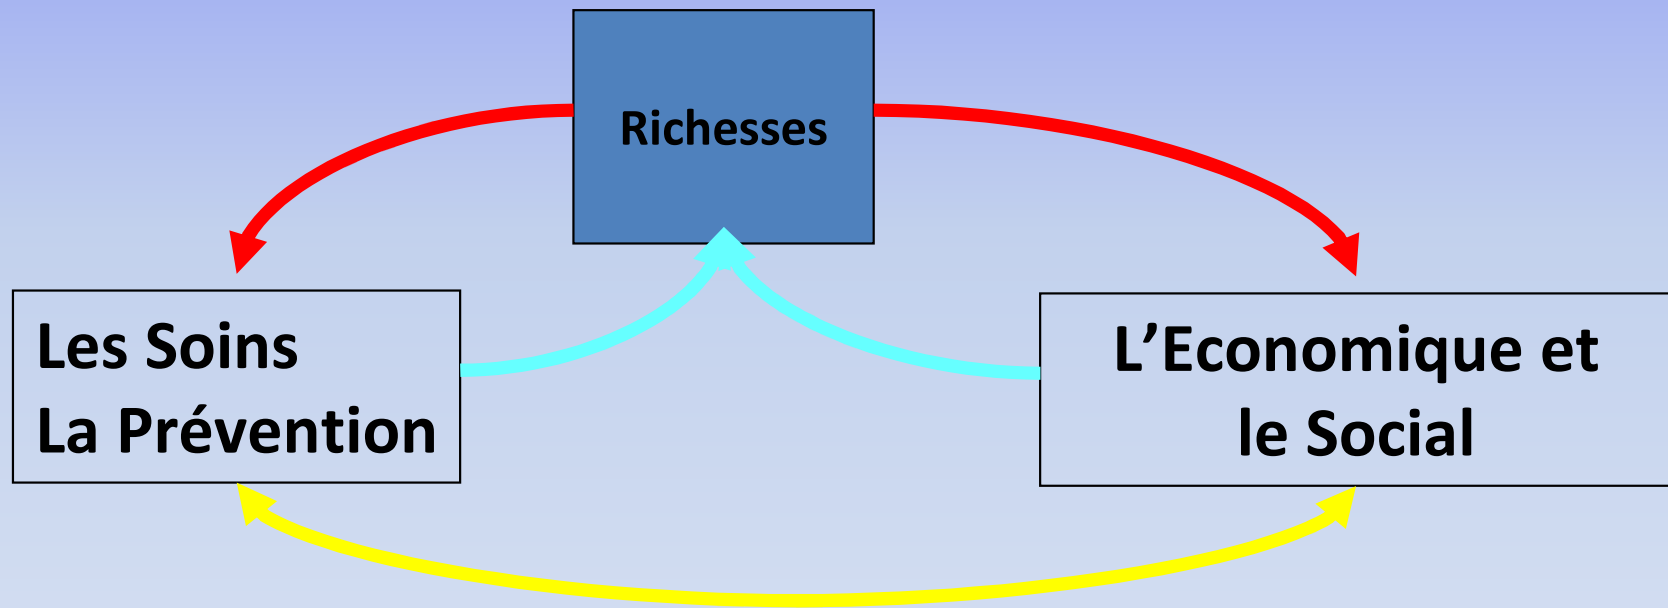 Richesses
Les Soins
La Prévention
L’Economique et
le Social